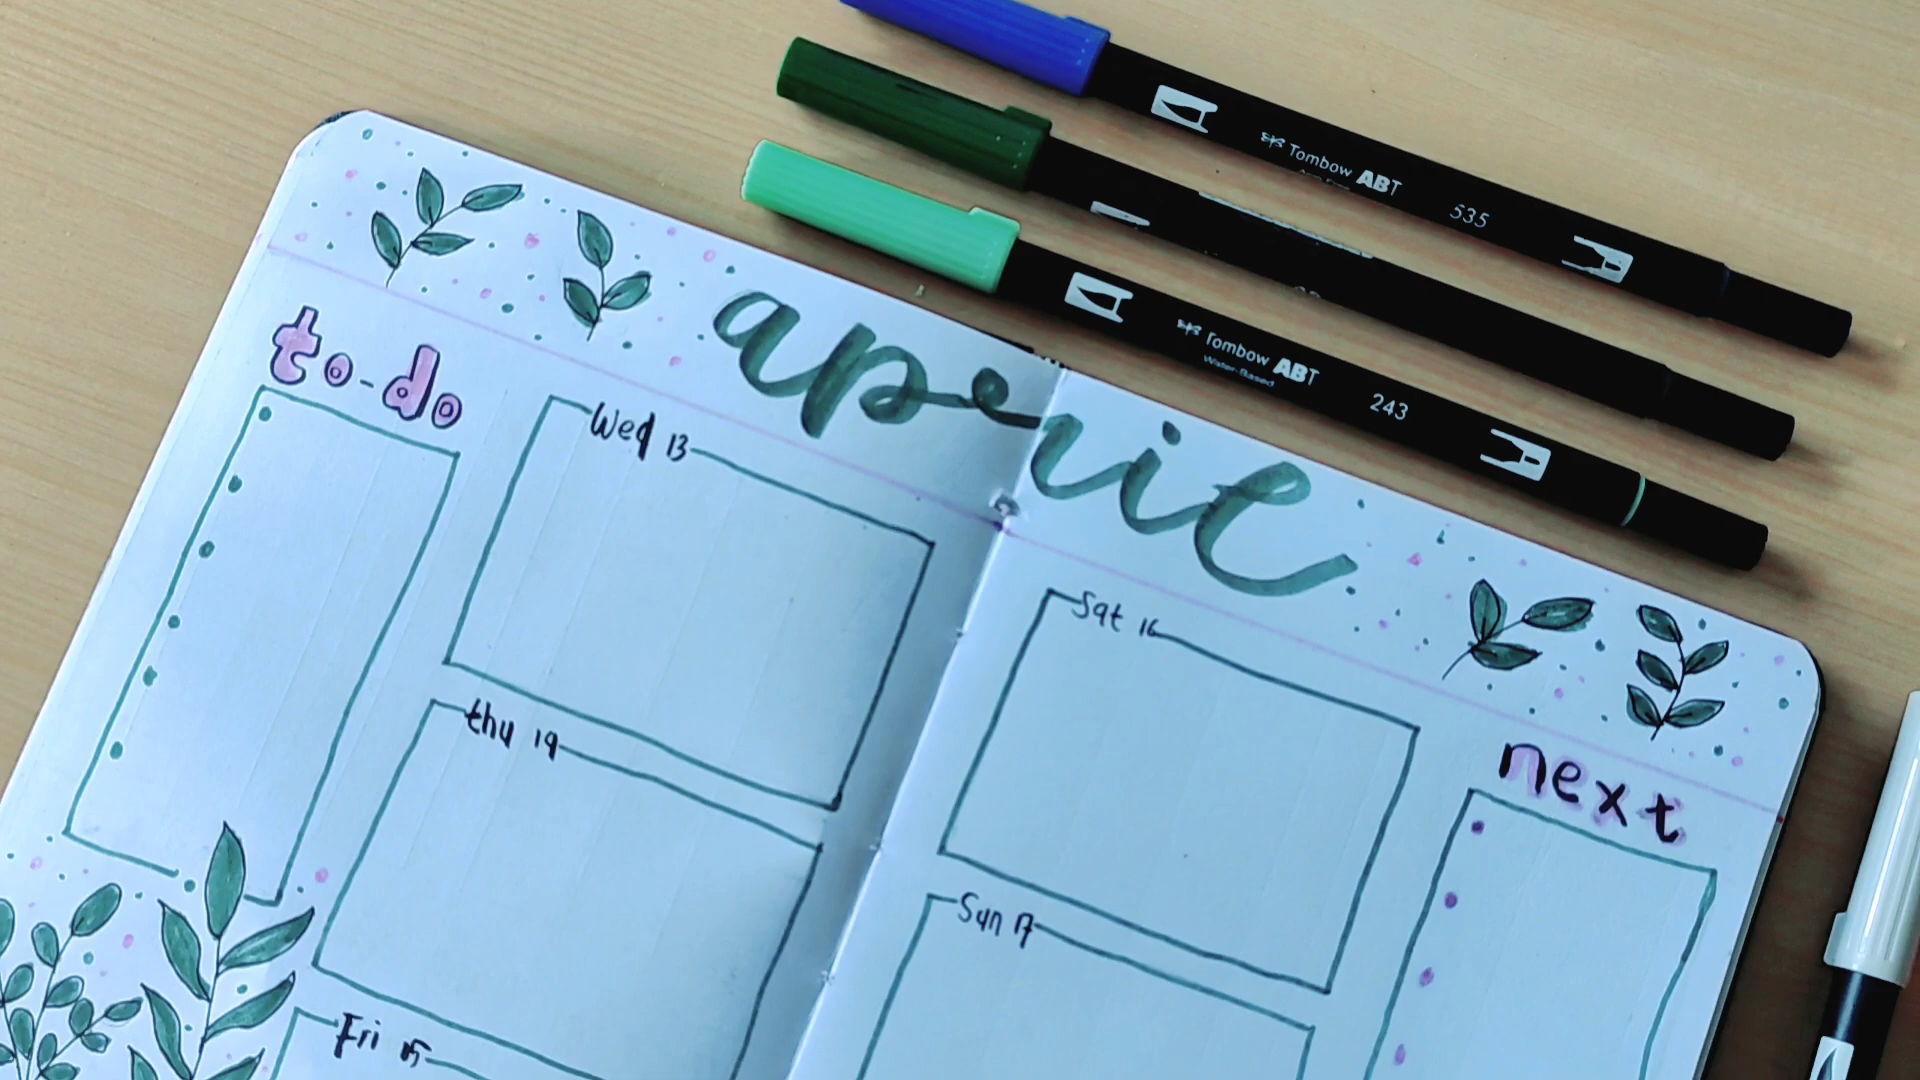 Tombow ABT
535
Tombow ABT
Water-Based
243
april
to-do
Wed 13
thu 14
Fri 15
Sat 16
Sun 17
next